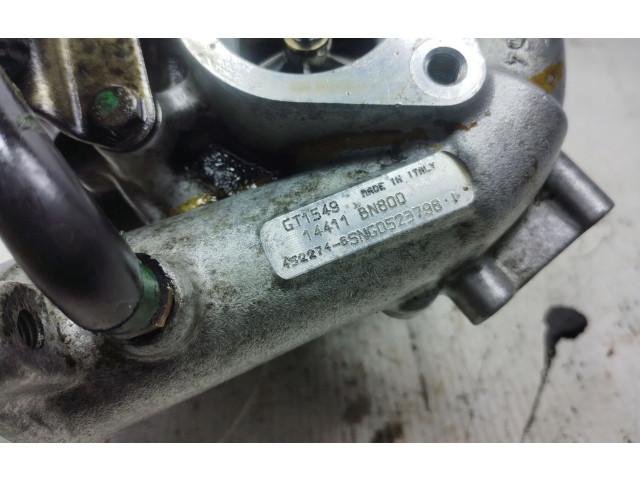 GT1549 MADE IN ITALY
14411 BN800
452274-6SNG0523798